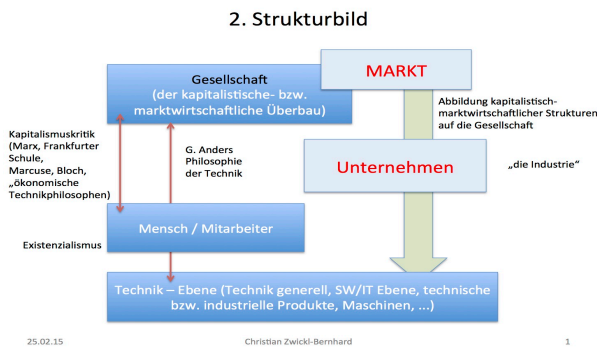 2. Strukturbild
Gesellschaft
(der kapitalistische- bzw.
marktwirtschaftliche Überbau)
MARKT
Abbildung kapitalistisch-
marktwirtschaftlicher Strukturen
auf die Gesellschaft
Kapitalismuskritik
(Marx, Frankfurter
Schule,
Marcuse, Bloch,
„ökonomische
Technikphilosophen)
G. Anders
Philosophie
der Technik
Unternehmen
„die Industrie“
Mensch / Mitarbeiter
Existenzialismus
Technik – Ebene (Technik generell, SW/IT Ebene, technische
bzw. industrielle Produkte, Maschinen, ...)
25.02.15
Christian Zwickl-Bernhard
1